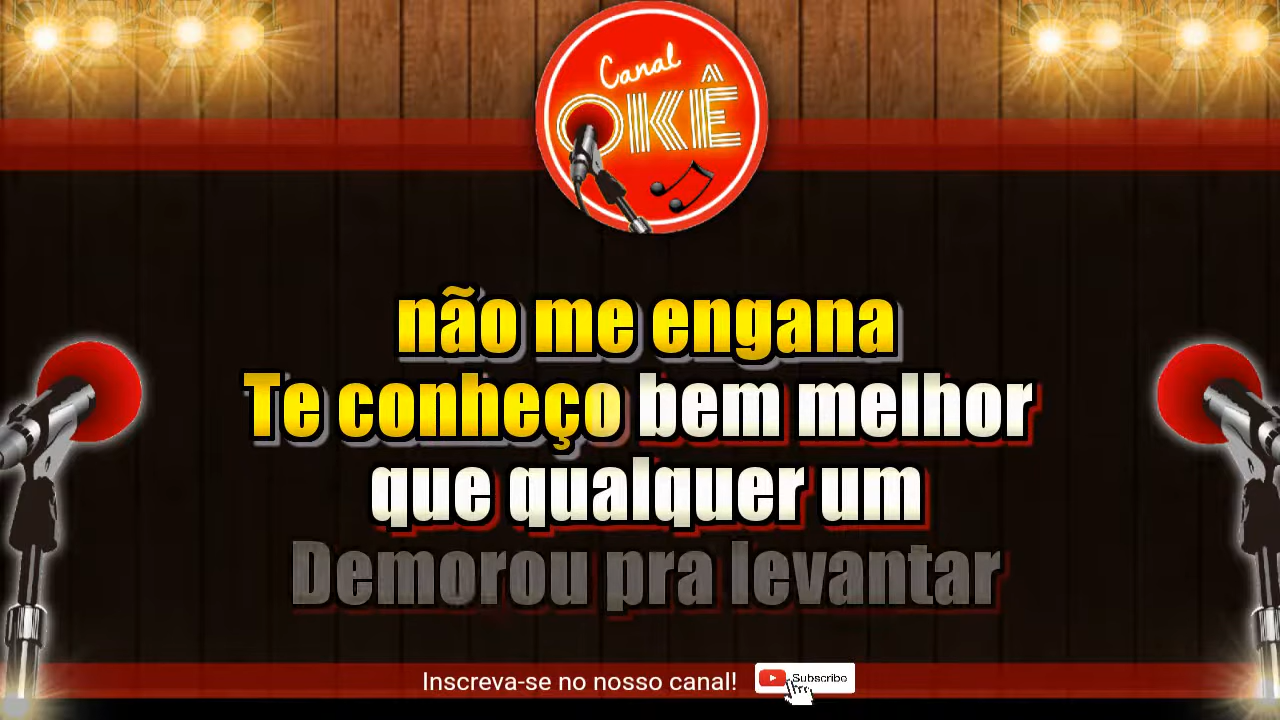 Canal
OKÊ
não me engana
Te conheço bem melhor
que qualquer um
Demorou pra levantar
Inscreva-se no nosso canal!
Subscribe